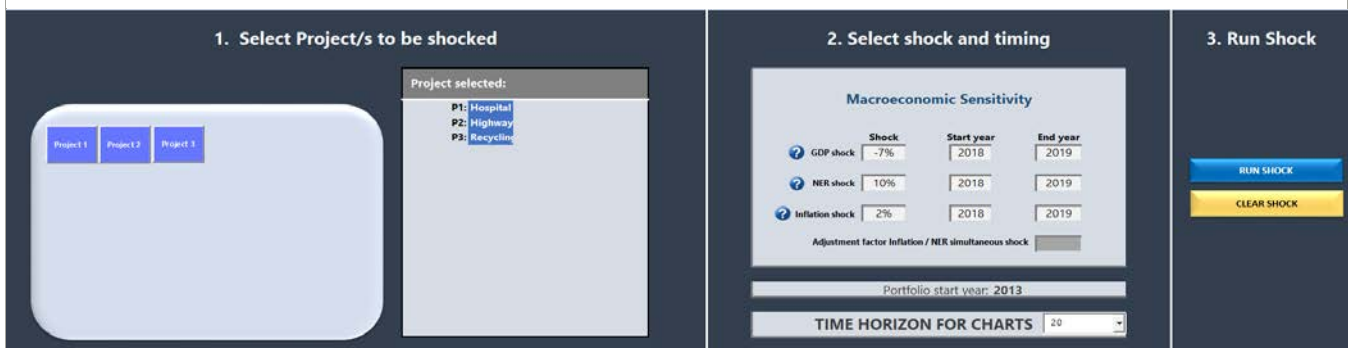 1. Select Project/s to be shocked
Project 1 Project 2 Project 3
Project selected:
P1: Hospital
P2: Highway
P3: Recycling
2. Select shock and timing
Macroeconomic Sensitivity
Shock Start year End year
? GDP shock -7% 2018 2019
? NER shock 10% 2018 2019
? Inflation shock 2% 2018 2019
Adjustment factor Inflation / NER simultaneous shock
Portfolio start year: 2013
TIME HORIZON FOR CHARTS 20
3. Run Shock
RUN SHOCK
CLEAR SHOCK